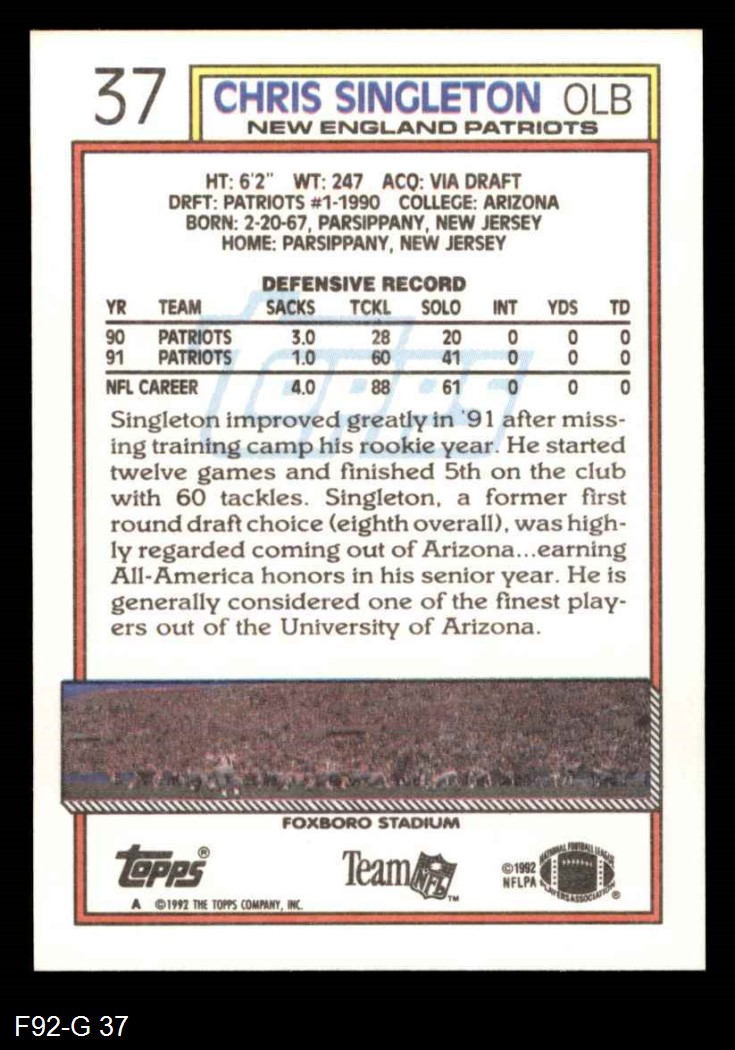 37
CHRIS SINGLETON OLB
NEW ENGLAND PATRIOTS
HT: 6'2" WT: 247 ACQ: VIA DRAFT
DRFT: PATRIOTS #1-1990 COLLEGE: ARIZONA
BORN: 2-20-67, PARSIPPANY, NEW JERSEY
HOME: PARSIPPANY, NEW JERSEY
DEFENSIVE RECORD
YR TEAM SACKS TCKL SOLO INT YDS TD
90 PATRIOTS 3.0 28 20 0 0 0
91 PATRIOTS 1.0 60 41 0 0 0
NFL CAREER 4.0 88 61 0 0 0
Topps
Singleton improved greatly in '91 after miss-
ing training camp his rookie year. He started
twelve games and finished 5th on the club
with 60 tackles. Singleton, a former first
round draft choice (eighth overall), was high-
ly regarded coming out of Arizona...earning
All-America honors in his senior year. He is
generally considered one of the finest play-
ers out of the University of Arizona.
FOXBORO STADIUM
Topps®
Team NFL™
©1992
NFLPA
NATIONAL FOOTBALL LEAGUE
PLAYERS ASSOCIATION®
A ©1992 THE TOPPS COMPANY, INC.
F92-G 37